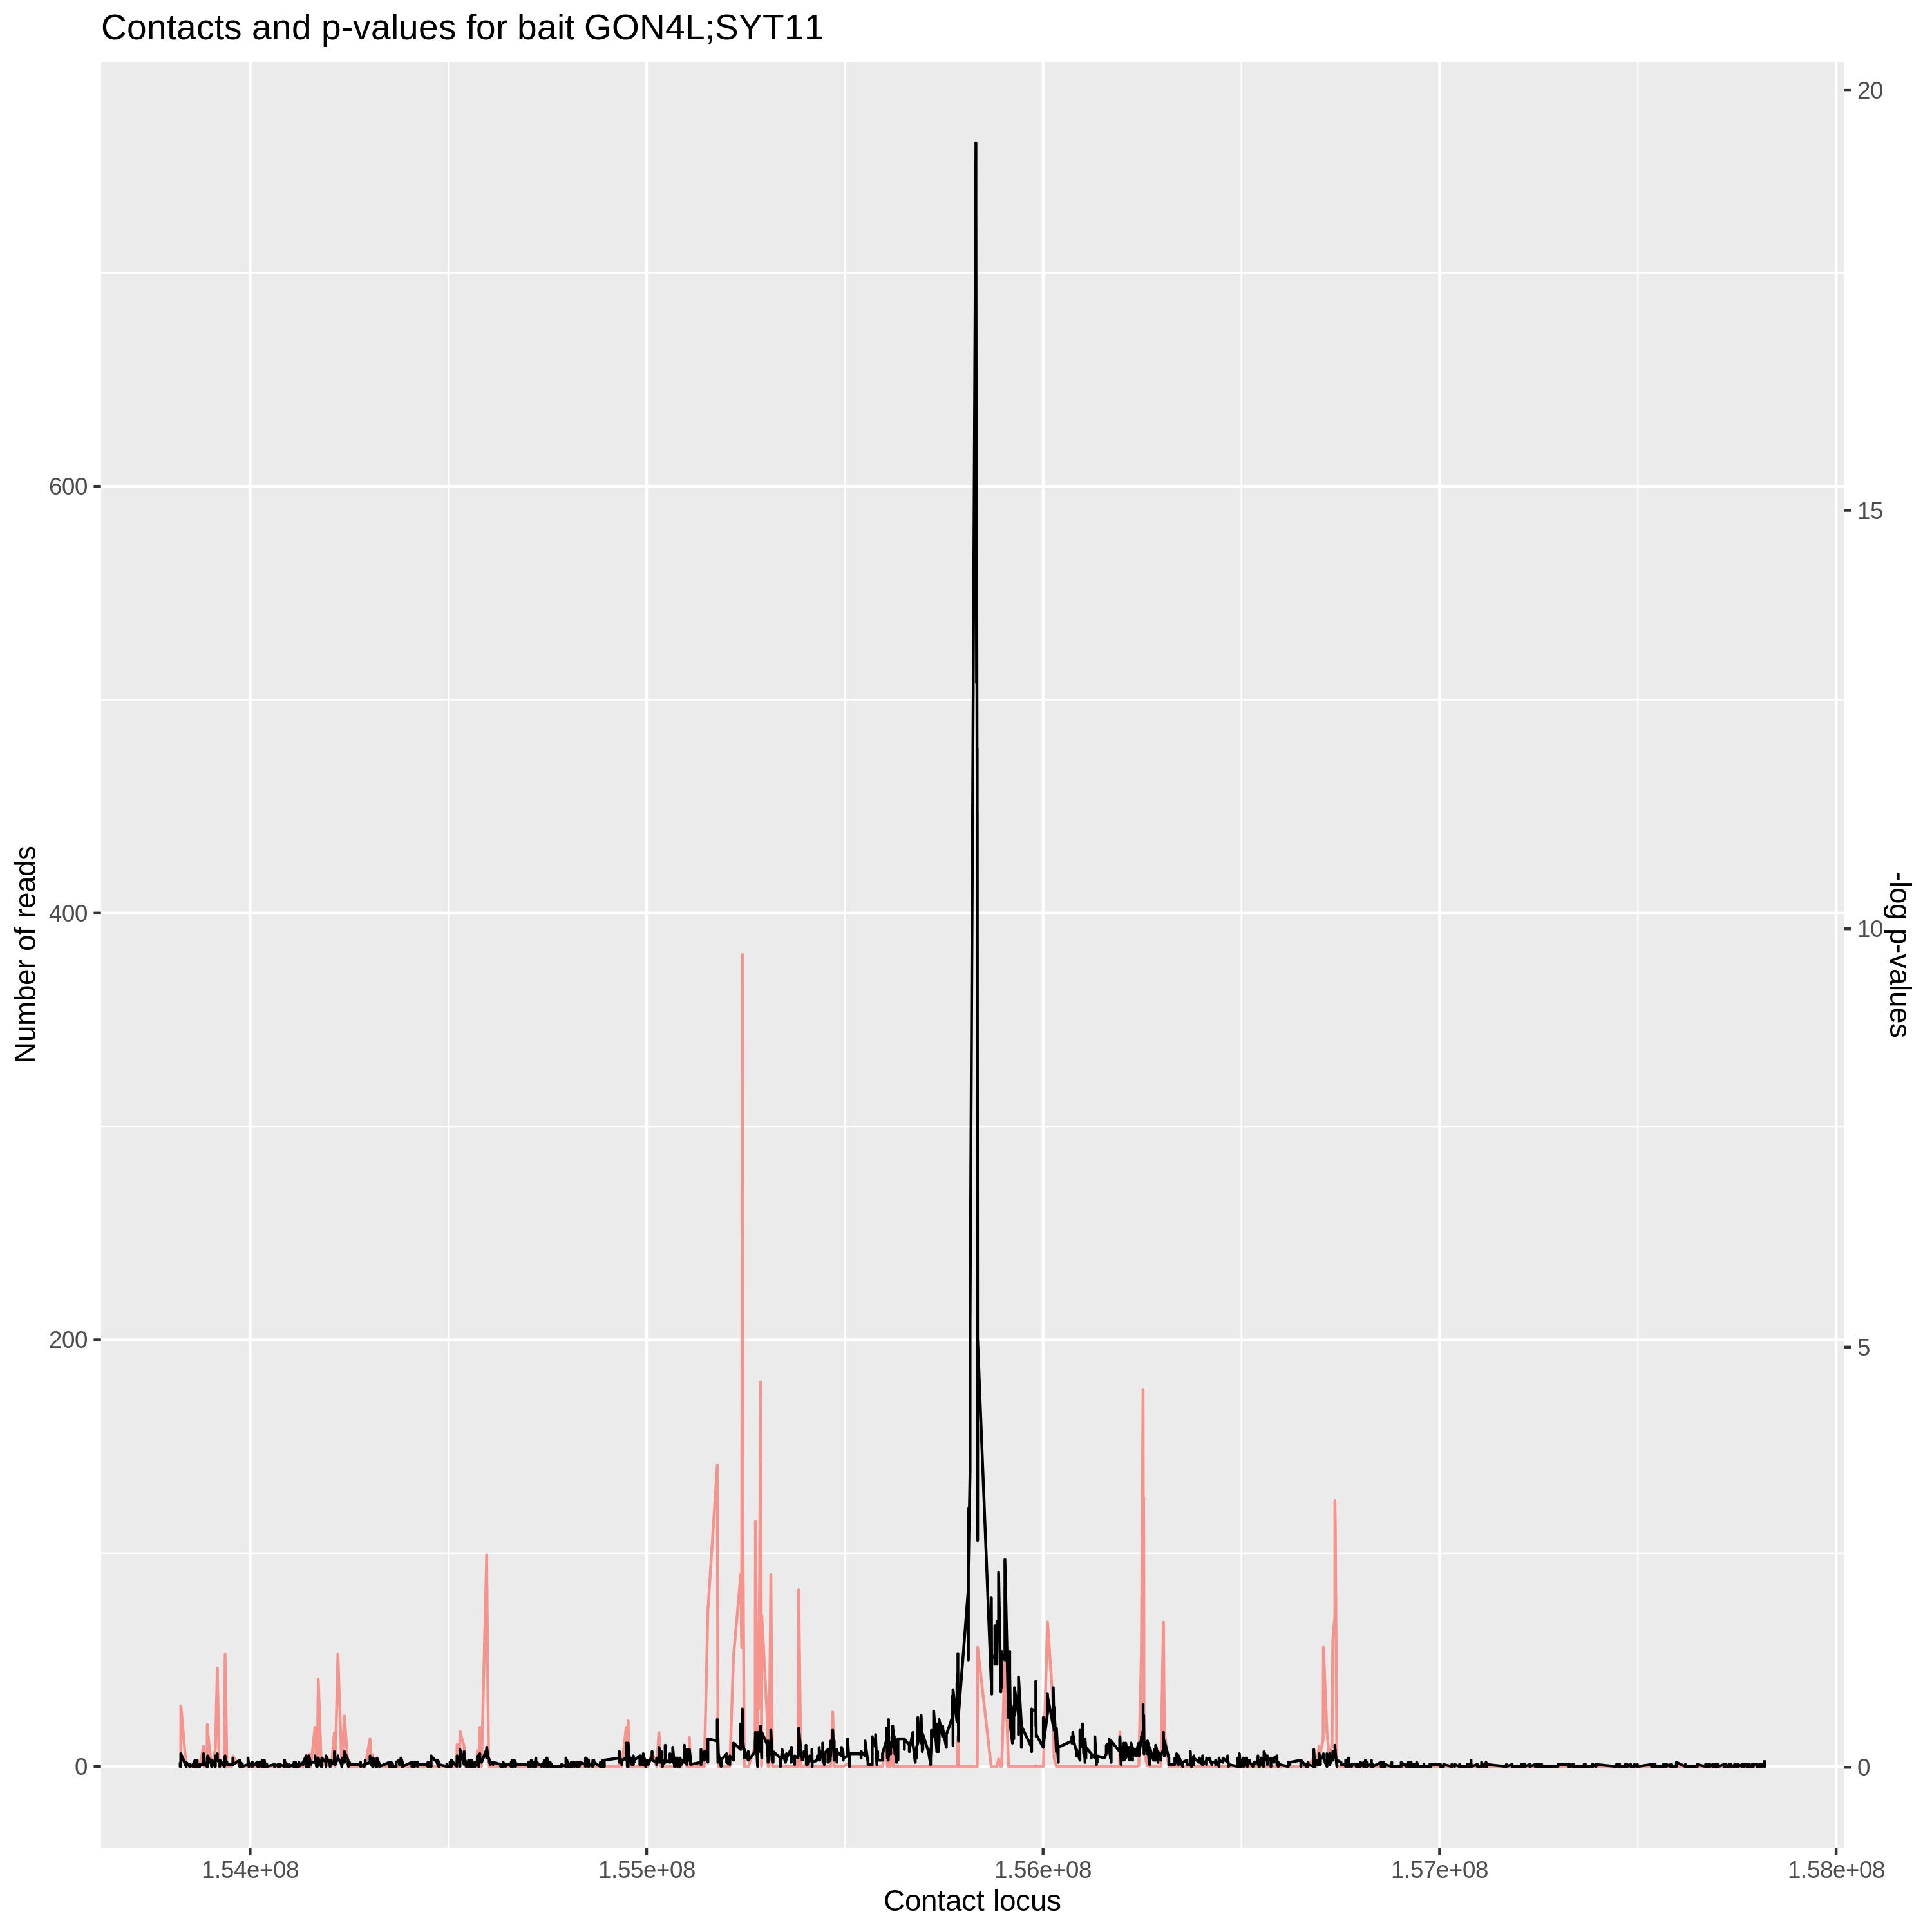 Contacts and p-values for bait GON4L;SYT11
20
600
15
400
10
Number of reads
-log p-values
200
5
0
0
1.54e+08
1.55e+08
1.56e+08
1.57e+08
1.58e+08
Contact locus